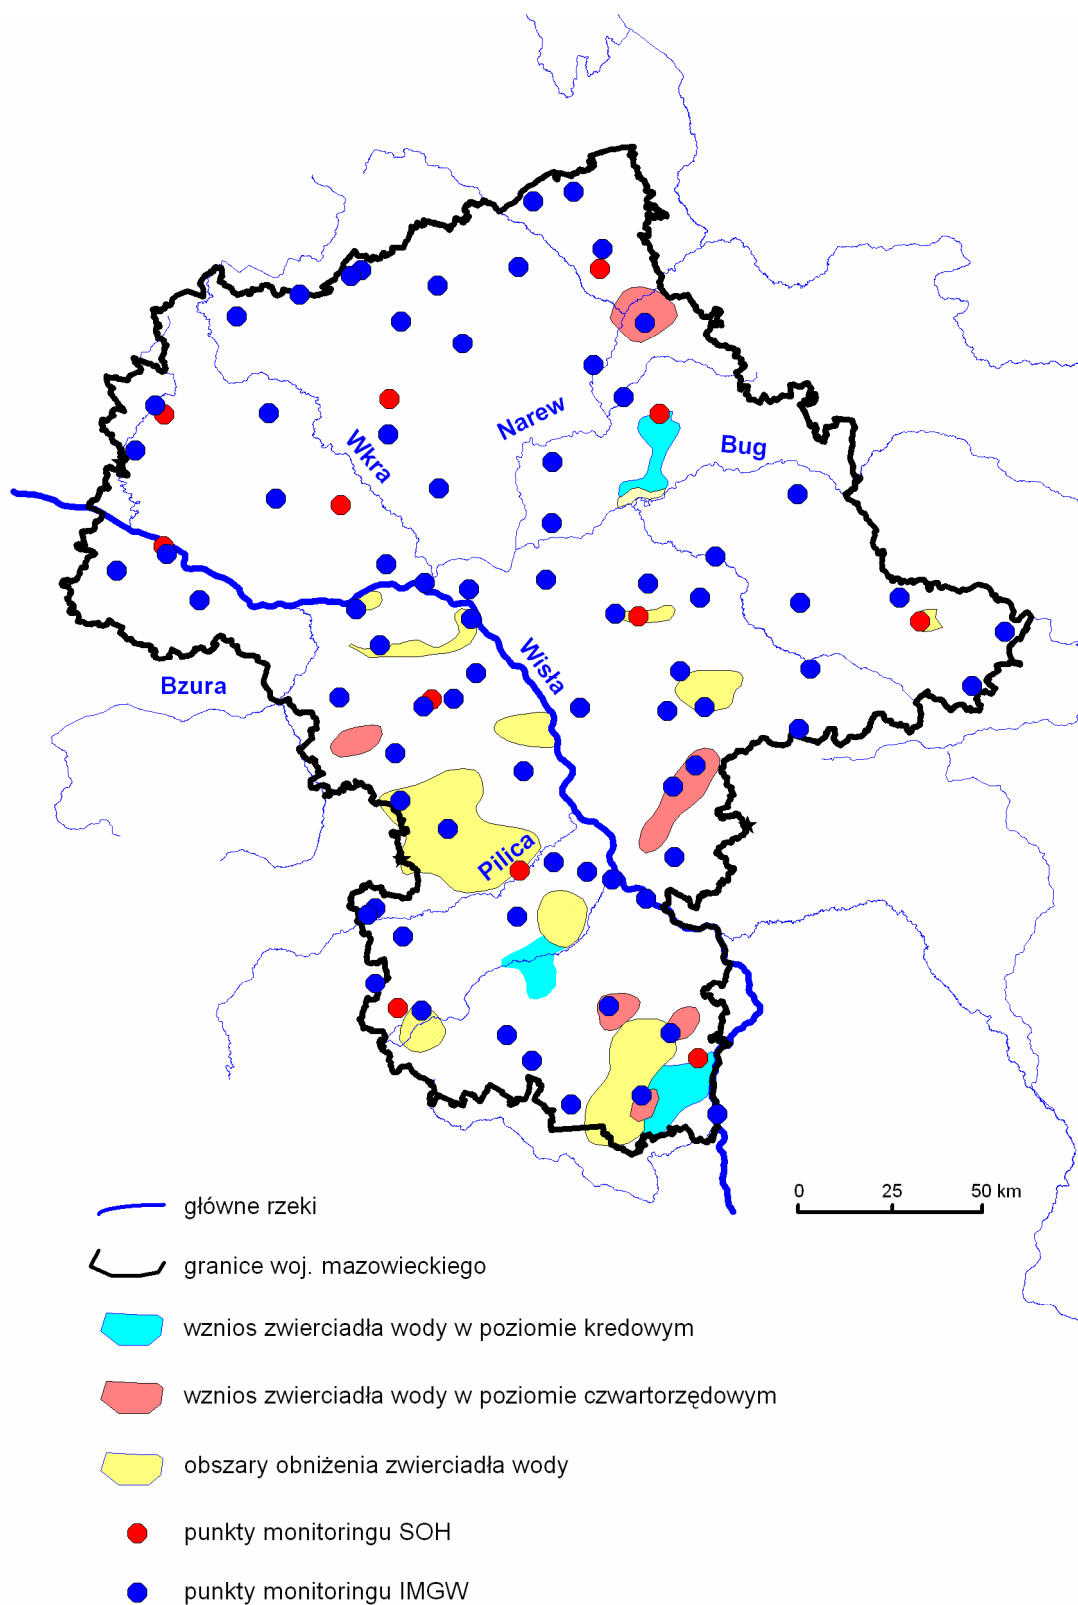 Narew
Wkra
Bug
Wisła
Bzura
Pilica
0 25 50 km
główne rzeki
granice woj. mazowieckiego
wznios zwierciadła wody w poziomie kredowym
wznios zwierciadła wody w poziomie czwartorzędowym
obszary obniżenia zwierciadła wody
punkty monitoringu SOH
punkty monitoringu IMGW